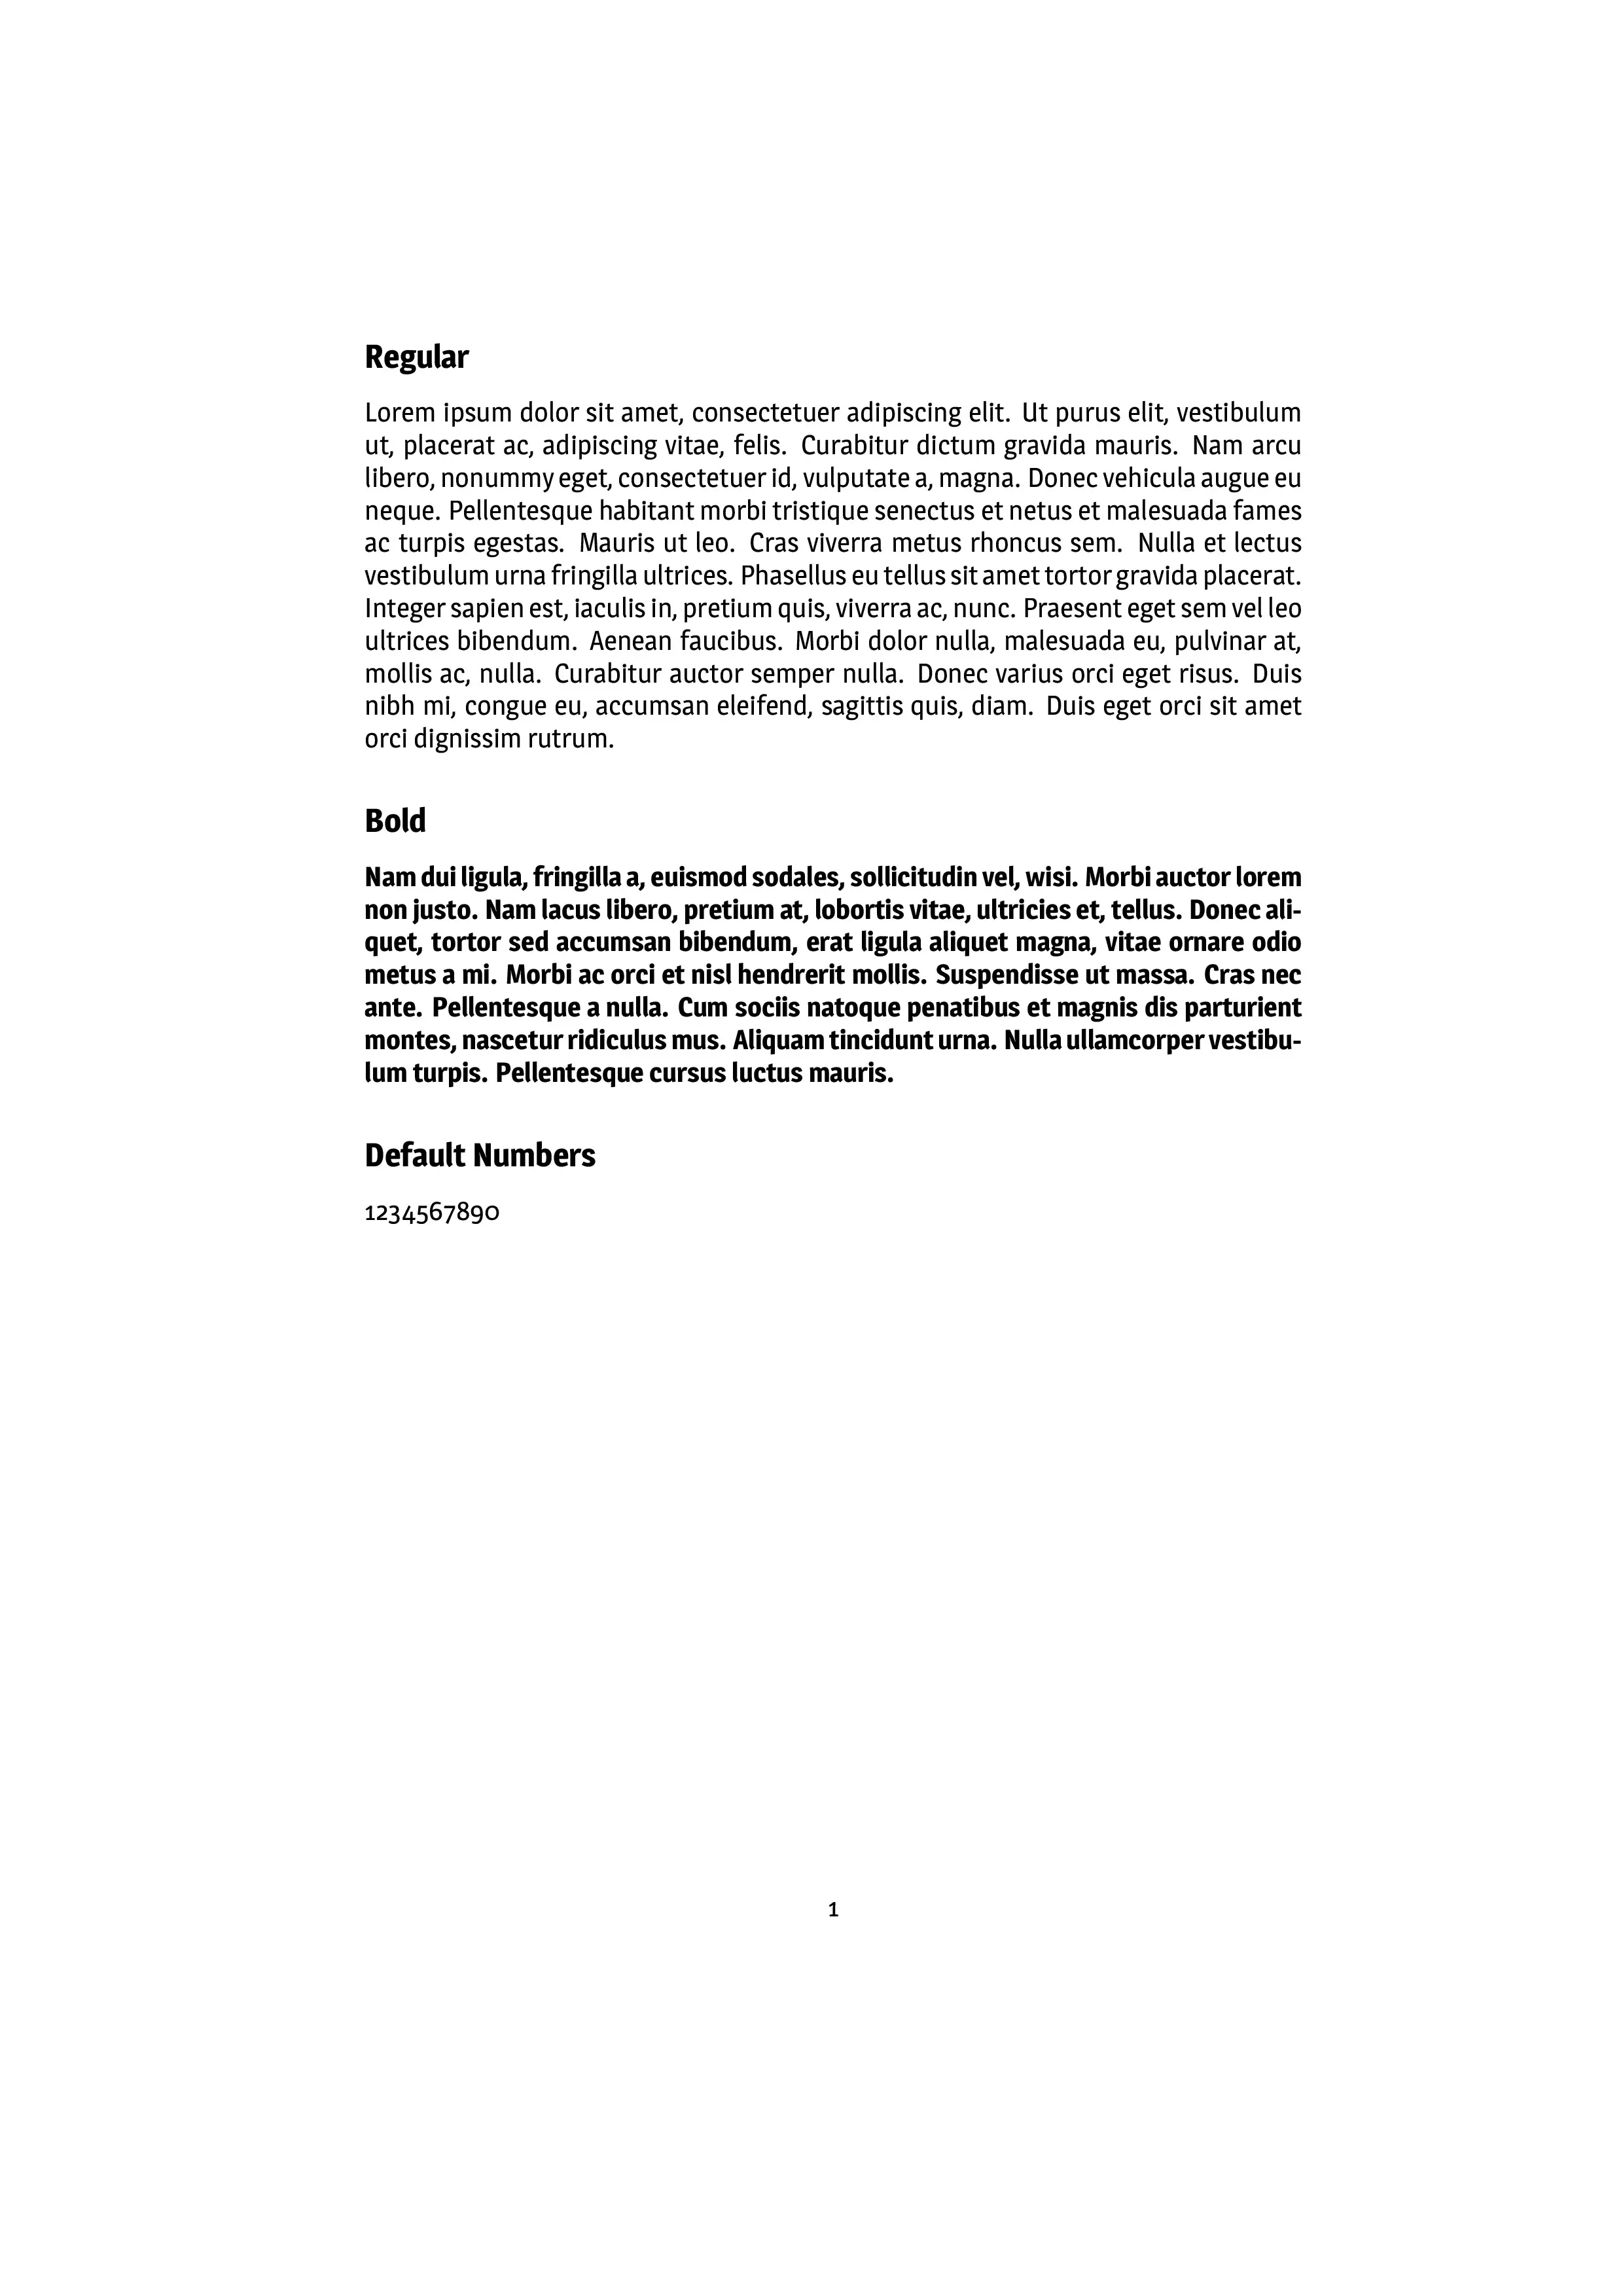 Regular
Lorem ipsum dolor sit amet, consectetuer adipiscing elit. Ut purus elit, vestibulum
ut, placerat ac, adipiscing vitae, felis. Curabitur dictum gravida mauris. Nam arcu
libero, nonummy eget, consectetuer id, vulputate a, magna. Donec vehicula augue eu
neque. Pellentesque habitant morbi tristique senectus et netus et malesuada fames
ac turpis egestas. Mauris ut leo. Cras viverra metus rhoncus sem. Nulla et lectus
vestibulum urna fringilla ultrices. Phasellus eu tellus sit amet tortor gravida placerat.
Integer sapien est, iaculis in, pretium quis, viverra ac, nunc. Praesent eget sem vel leo
ultrices bibendum. Aenean faucibus. Morbi dolor nulla, malesuada eu, pulvinar at,
mollis ac, nulla. Curabitur auctor semper nulla. Donec varius orci eget risus. Duis
nibh mi, congue eu, accumsan eleifend, sagittis quis, diam. Duis eget orci sit amet
orci dignissim rutrum.
Bold
Nam dui ligula, fringilla a, euismod sodales, sollicitudin vel, wisi. Morbi auctor lorem
non justo. Nam lacus libero, pretium at, lobortis vitae, ultricies et, tellus. Donec ali-
quet, tortor sed accumsan bibendum, erat ligula aliquet magna, vitae ornare odio
metus a mi. Morbi ac orci et nisl hendrerit mollis. Suspendisse ut massa. Cras nec
ante. Pellentesque a nulla. Cum sociis natoque penatibus et magnis dis parturient
montes, nascetur ridiculus mus. Aliquam tincidunt urna. Nulla ullamcorper vestibu-
lum turpis. Pellentesque cursus luctus mauris.
Default Numbers
1234567890
1